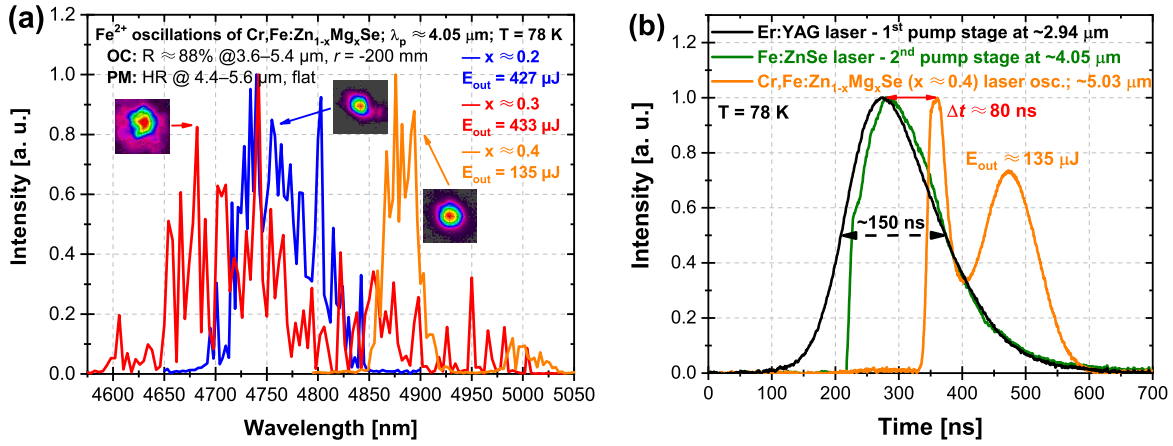 (a)
Fe²⁺ oscillations of Cr,Fe:Zn₁₋ₓMgₓSe; λₚ ≈ 4.05 μm; T = 78 K
OC: R ≈ 88% @3.6–5.4 μm, r = -200 mm
PM: HR @ 4.4–5.6 μm, flat
x ≈ 0.2
E_out = 427 μJ
x ≈ 0.3
E_out = 433 μJ
x ≈ 0.4
E_out = 135 μJ
Intensity [a. u.]
1.2
1.0
0.8
0.6
0.4
0.2
0.0
4600 4650 4700 4750 4800 4850 4900 4950 5000 5050
Wavelength [nm]
(b)
Er:YAG laser - 1ˢᵗ pump stage at ~2.94 μm
Fe:ZnSe laser - 2ⁿᵈ pump stage at ~4.05 μm
Cr,Fe:Zn₁₋ₓMgₓSe (x ≈ 0.4) laser osc.; ~5.03 μm
T = 78 K
Δt ≈ 80 ns
E_out ≈ 135 μJ
~150 ns
Intensity [a. u.]
1.2
1.0
0.8
0.6
0.4
0.2
0.0
0 100 200 300 400 500 600 700
Time [ns]